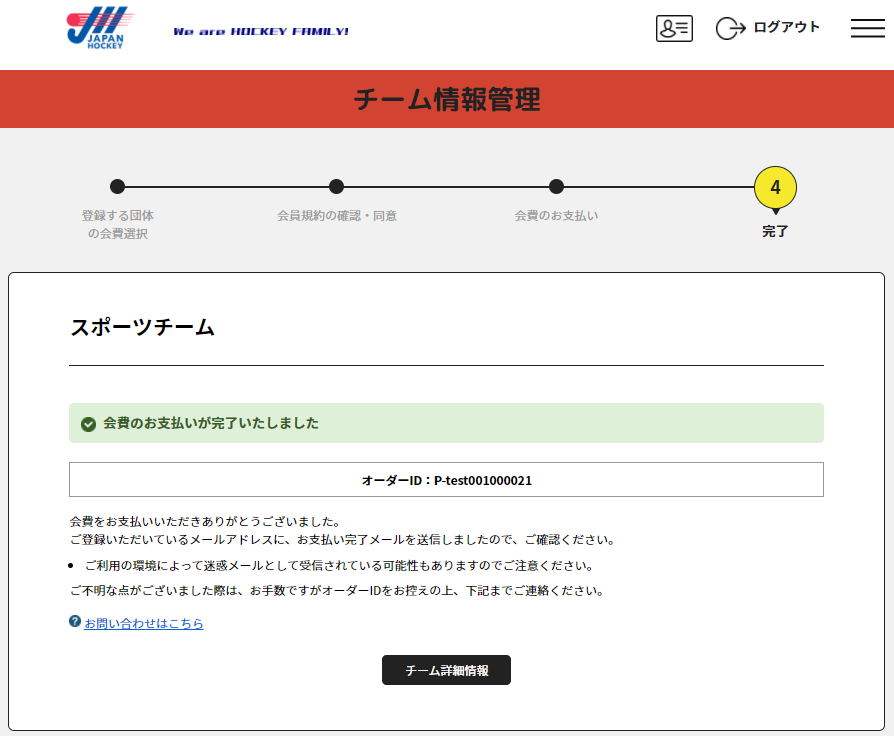 JAPAN
HOCKEY
We are HOCKEY FAMILY!
ログアウト
チーム情報管理
4
登録する団体
の会費選択
会員規約の確認・同意
会費のお支払い
完了
スポーツチーム
会費のお支払いが完了いたしました
オーダーID：P-test001000021
会費をお支払いいただきありがとうございました。
ご登録いただいているメールアドレスに、お支払い完了メールを送信しましたので、ご確認ください。
• ご利用の環境によって迷惑メールとして受信されている可能性もありますのでご注意ください。
ご不明な点がございました際は、お手数ですがオーダーIDをお控えの上、下記までご連絡ください。
? お問い合わせはこちら
チーム詳細情報